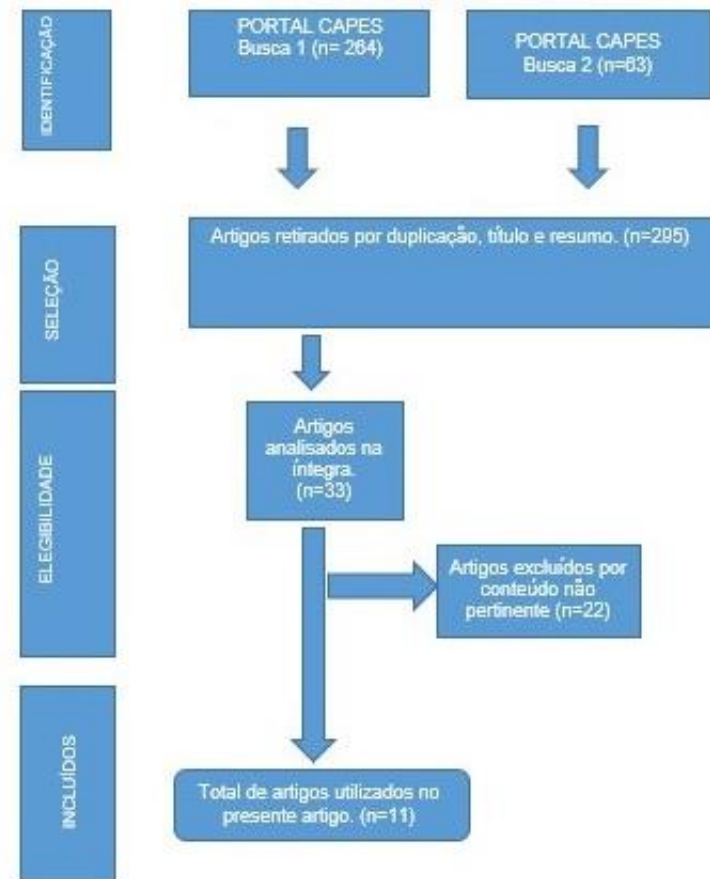 IDENTIFICAÇÃO
PORTAL CAPES
Busca 1 (n= 264)
PORTAL CAPES
Busca 2 (n=63)
SELEÇÃO
Artigos retirados por duplicação, título e resumo. (n=295)
ELEGIBILIDADE
Artigos
analisados na
íntegra.
(n=33)
Artigos excluídos por
conteúdo não
pertinente (n=22)
INCLUÍDOS
Total de artigos utilizados no
presente artigo. (n=11)